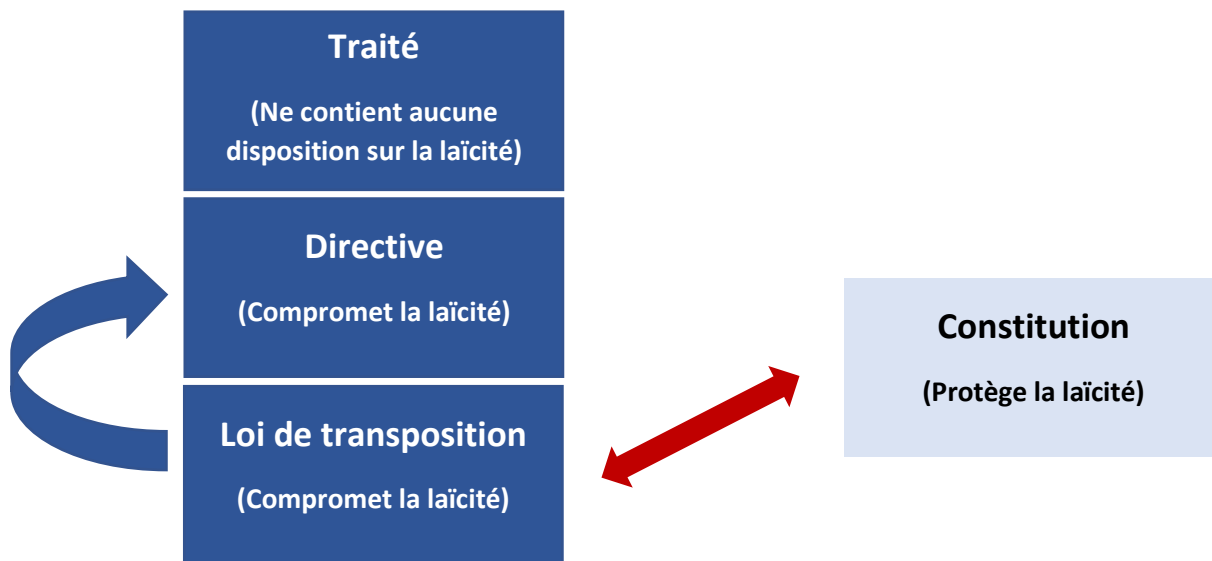 Traité
(Ne contient aucune
disposition sur la laïcité)
Directive
(Compromet la laïcité)
Loi de transposition
(Compromet la laïcité)
Constitution
(Protège la laïcité)